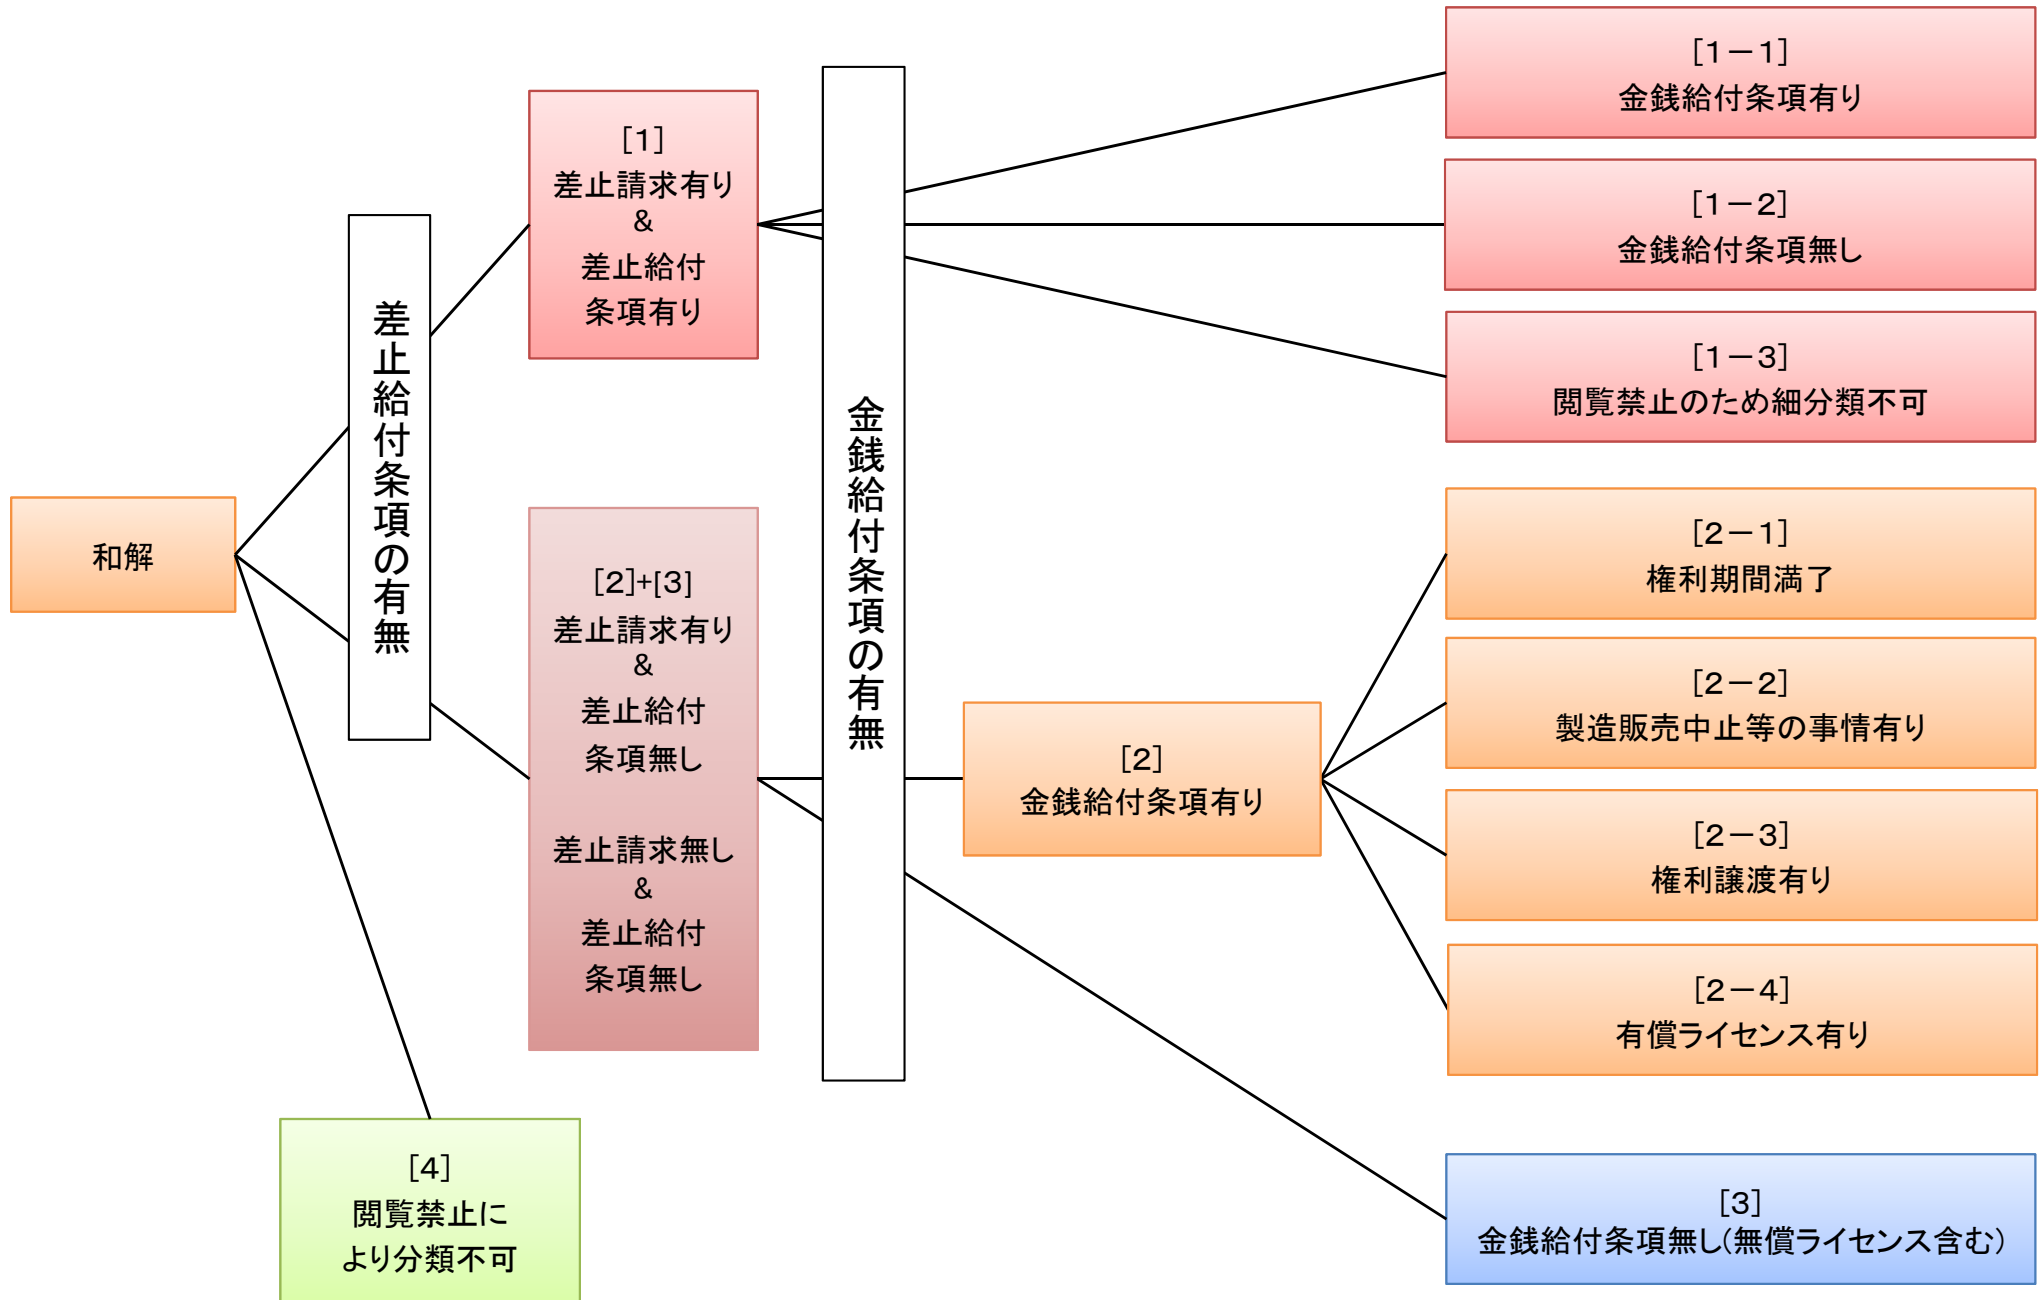 和解
差止給付条項の有無
[1]
差止請求有り
&
差止給付
条項有り
[2]+[3]
差止請求有り
&
差止給付
条項無し
差止請求無し
&
差止給付
条項無し
[4]
閲覧禁止に
より分類不可
金銭給付条項の有無
[1－1]
金銭給付条項有り
[1－2]
金銭給付条項無し
[1－3]
閲覧禁止のため細分類不可
[2]
金銭給付条項有り
[2－1]
権利期間満了
[2－2]
製造販売中止等の事情有り
[2－3]
権利譲渡有り
[2－4]
有償ライセンス有り
[3]
金銭給付条項無し(無償ライセンス含む)